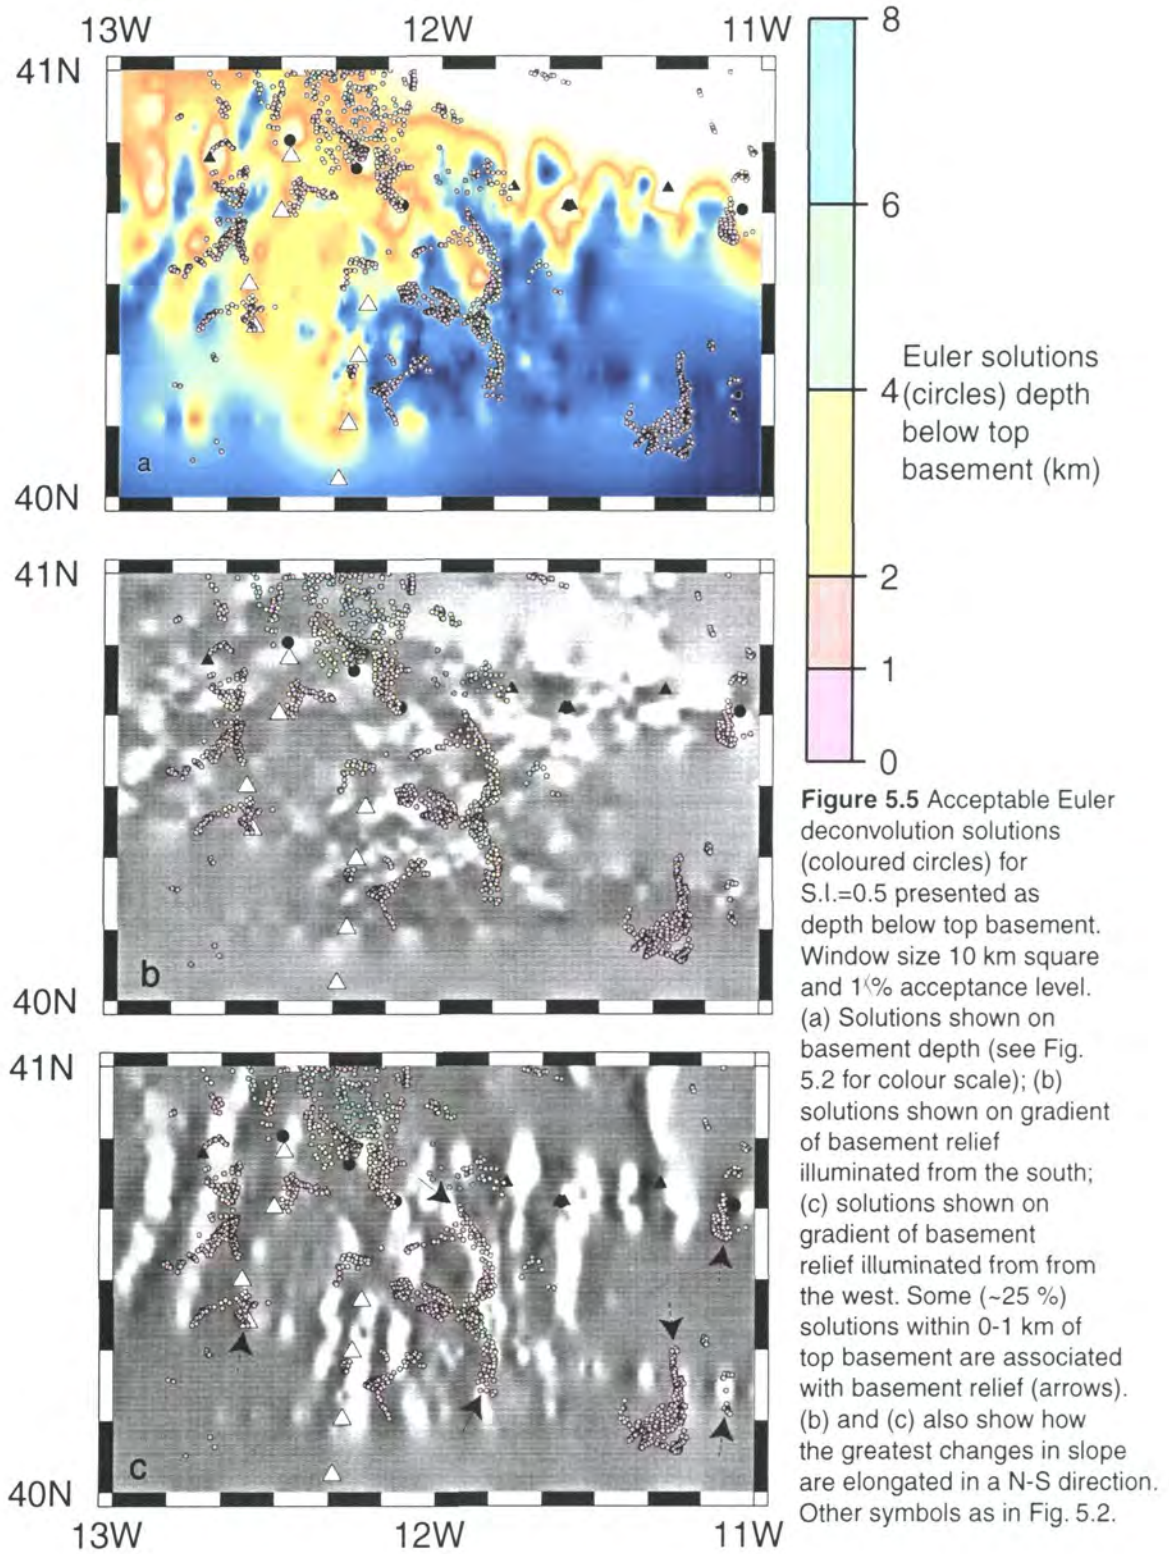 13W 12W 11W
41N
a
40N
41N
b
40N
41N
c
40N
13W 12W 11W
8
6
4
2
1
0
Euler solutions
(circles) depth
below top
basement (km)
Figure 5.5 Acceptable Euler
deconvolution solutions
(coloured circles) for
S.I.=0.5 presented as
depth below top basement.
Window size 10 km square
and 1% acceptance level.
(a) Solutions shown on
basement depth (see Fig.
5.2 for colour scale); (b)
solutions shown on gradient
of basement relief
illuminated from the south;
(c) solutions shown on
gradient of basement
relief illuminated from from
the west. Some (~25 %)
solutions within 0-1 km of
top basement are associated
with basement relief (arrows).
(b) and (c) also show how
the greatest changes in slope
are elongated in a N-S direction.
Other symbols as in Fig. 5.2.